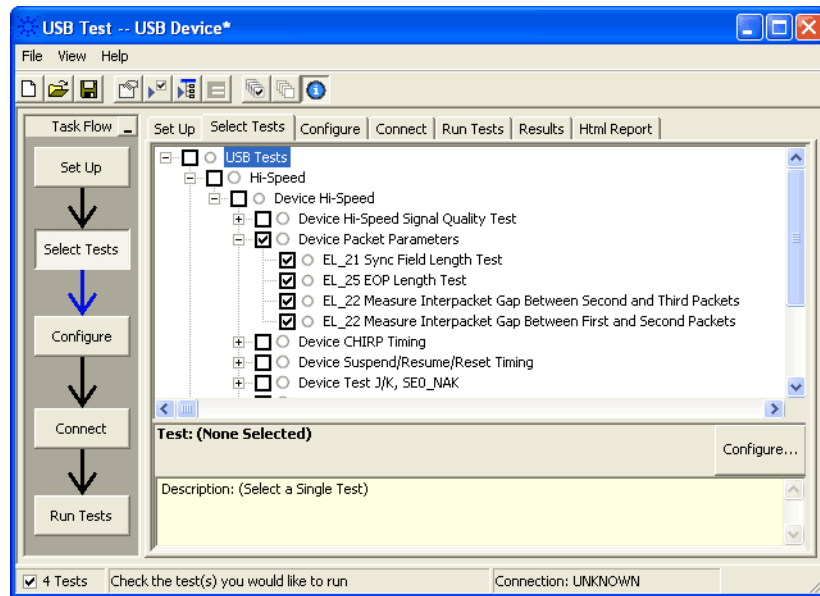 USB Test -- USB Device*
File View Help
Task Flow
Set Up Select Tests Configure Connect Run Tests Results Html Report
Set Up
Select Tests
Configure
Connect
Run Tests
USB Tests
Hi-Speed
Device Hi-Speed
Device Hi-Speed Signal Quality Test
Device Packet Parameters
EL_21 Sync Field Length Test
EL_25 EOP Length Test
EL_22 Measure Interpacket Gap Between Second and Third Packets
EL_22 Measure Interpacket Gap Between First and Second Packets
Device CHIRP Timing
Device Suspend/Resume/Reset Timing
Device Test J/K, SE0_NAK
Test: (None Selected)
Configure...
Description: (Select a Single Test)
4 Tests Check the test(s) you would like to run Connection: UNKNOWN